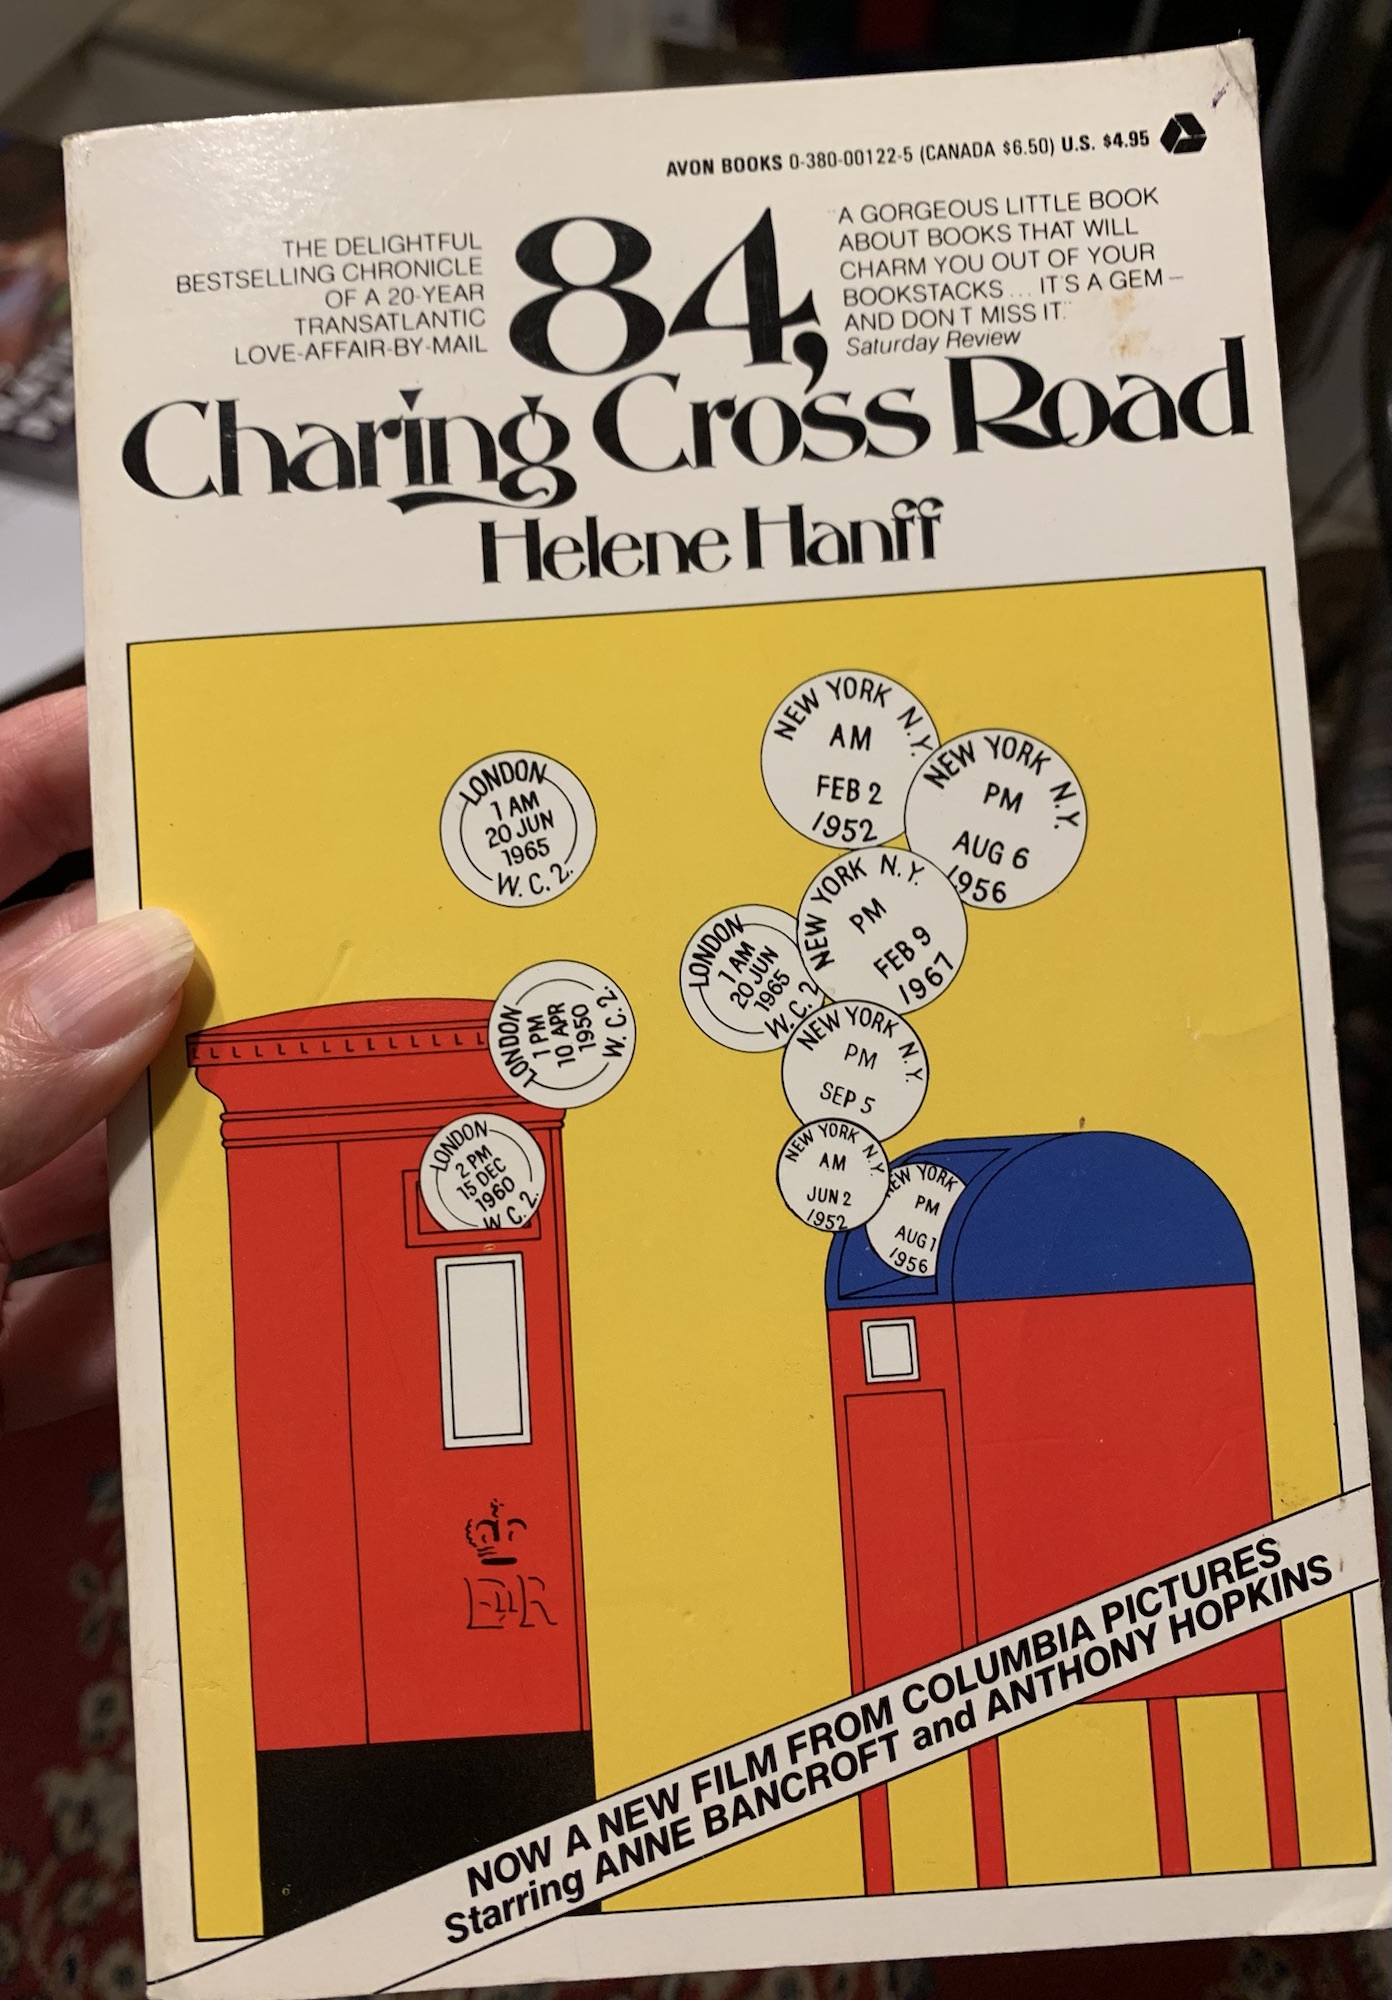 AVON BOOKS 0-380-00122-5 (CANADA $6.50) U.S. $4.95
THE DELIGHTFUL
BESTSELLING CHRONICLE
OF A 20-YEAR
TRANSATLANTIC
LOVE-AFFAIR-BY-MAIL
84,
"A GORGEOUS LITTLE BOOK
ABOUT BOOKS THAT WILL
CHARM YOU OUT OF YOUR
BOOKSTACKS ... IT'S A GEM—
AND DON'T MISS IT."
Saturday Review
Charing Cross Road
Helene Hanff
NEW YORK N.Y.
AM
FEB 2
1952
NEW YORK N.Y.
PM
AUG 6
1956
LONDON
1 AM
20 JUN
1965
W.C.2.
NEW YORK N.Y.
PM
FEB 9
1967
LONDON
1 AM
20 JUN
1965
W.C.2
LONDON
1 PM
10 APR
1950
W.C.2.
NEW YORK N.Y.
PM
SEP 5
LONDON
2 PM
15 DEC
1960
W.C.2.
NEW YORK N.Y.
AM
JUN 2
1952
EW YORK
PM
AUG 1
1956
EIIR
NOW A NEW FILM FROM COLUMBIA PICTURES
Starring ANNE BANCROFT and ANTHONY HOPKINS